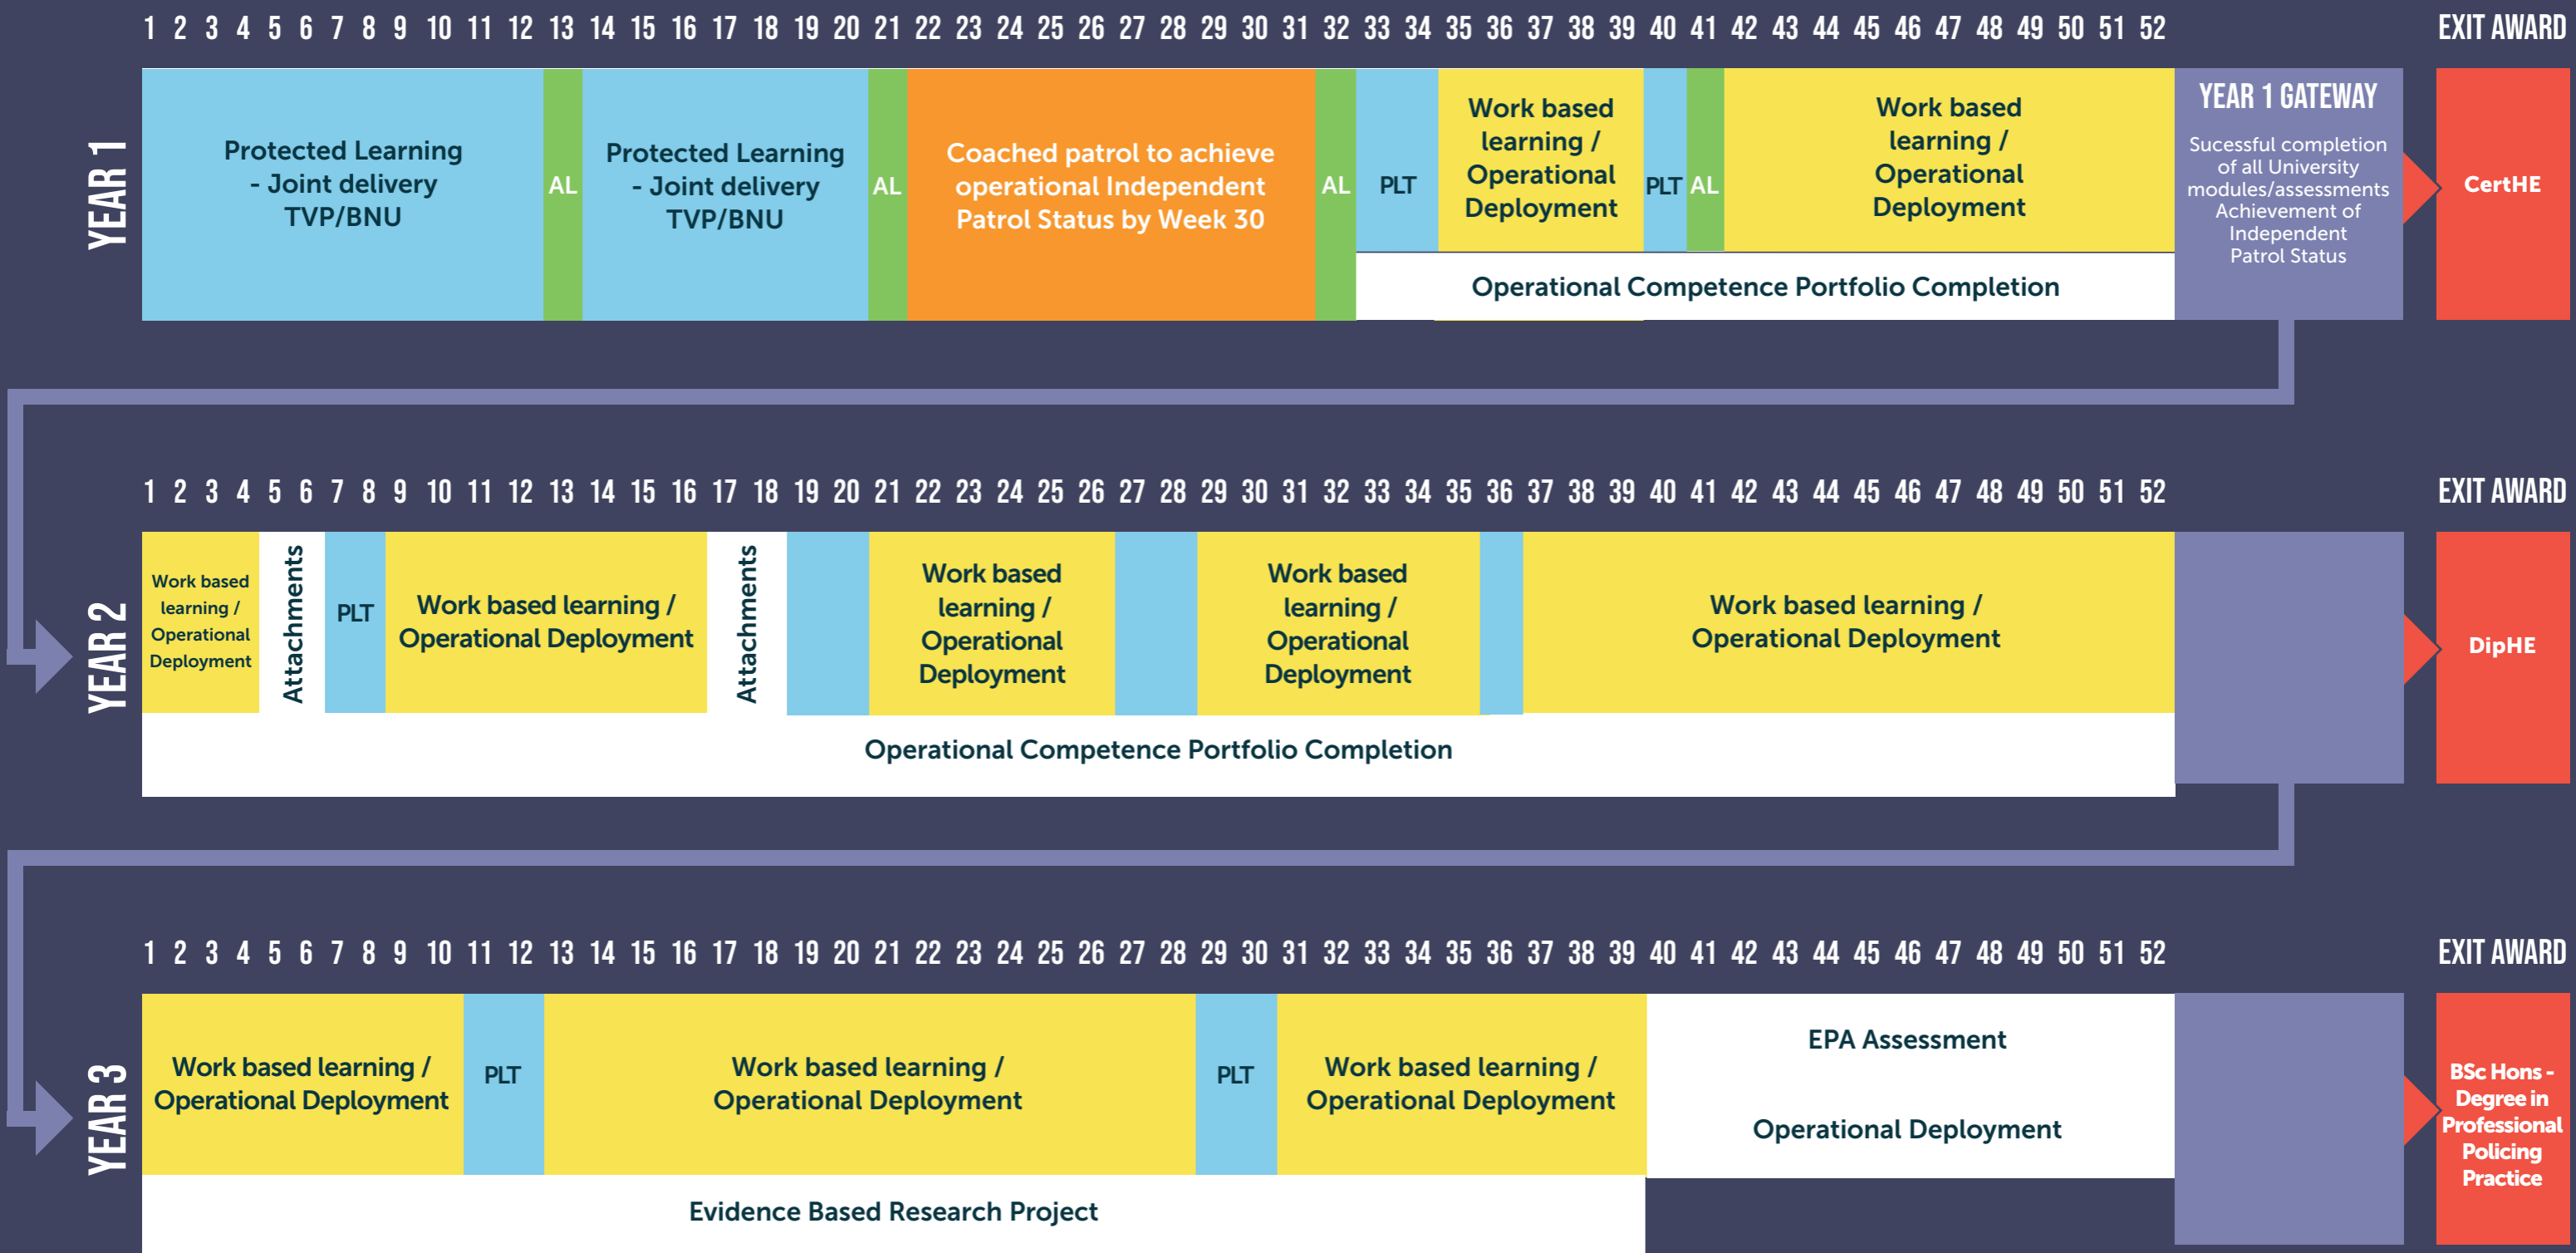 1 2 3 4 5 6 7 8 9 10 11 12 13 14 15 16 17 18 19 20 21 22 23 24 25 26 27 28 29 30 31 32 33 34 35 36 37 38 39 40 41 42 43 44 45 46 47 48 49 50 51 52
EXIT AWARD
YEAR 1
Protected Learning
- Joint delivery
TVP/BNU
AL
Protected Learning
- Joint delivery
TVP/BNU
AL
Coached patrol to achieve
operational Independent
Patrol Status by Week 30
AL
PLT
Work based
learning /
Operational
Deployment
PLT
AL
Work based
learning /
Operational
Deployment
Operational Competence Portfolio Completion
YEAR 1 GATEWAY
Sucessful completion
of all University
modules/assessments
Achievement of
Independent
Patrol Status
CertHE
1 2 3 4 5 6 7 8 9 10 11 12 13 14 15 16 17 18 19 20 21 22 23 24 25 26 27 28 29 30 31 32 33 34 35 36 37 38 39 40 41 42 43 44 45 46 47 48 49 50 51 52
EXIT AWARD
YEAR 2
Work based
learning /
Operational
Deployment
Attachments
PLT
Work based learning /
Operational Deployment
Attachments
Work based
learning /
Operational
Deployment
Work based
learning /
Operational
Deployment
Work based learning /
Operational Deployment
Operational Competence Portfolio Completion
DipHE
1 2 3 4 5 6 7 8 9 10 11 12 13 14 15 16 17 18 19 20 21 22 23 24 25 26 27 28 29 30 31 32 33 34 35 36 37 38 39 40 41 42 43 44 45 46 47 48 49 50 51 52
EXIT AWARD
YEAR 3
Work based learning /
Operational Deployment
PLT
Work based learning /
Operational Deployment
PLT
Work based learning /
Operational Deployment
EPA Assessment
Operational Deployment
Evidence Based Research Project
BSc Hons -
Degree in
Professional
Policing
Practice